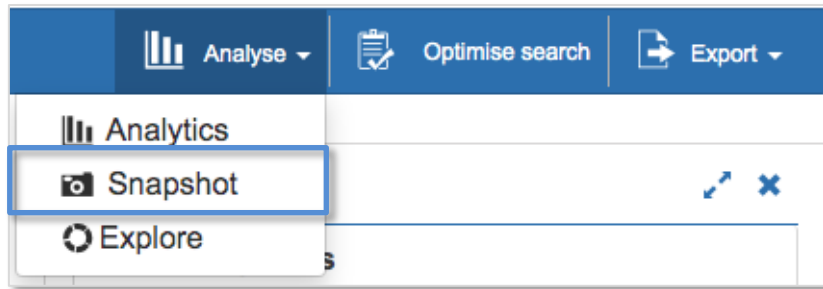 Analyse Optimise search Export
Analytics
Snapshot
Explore
s